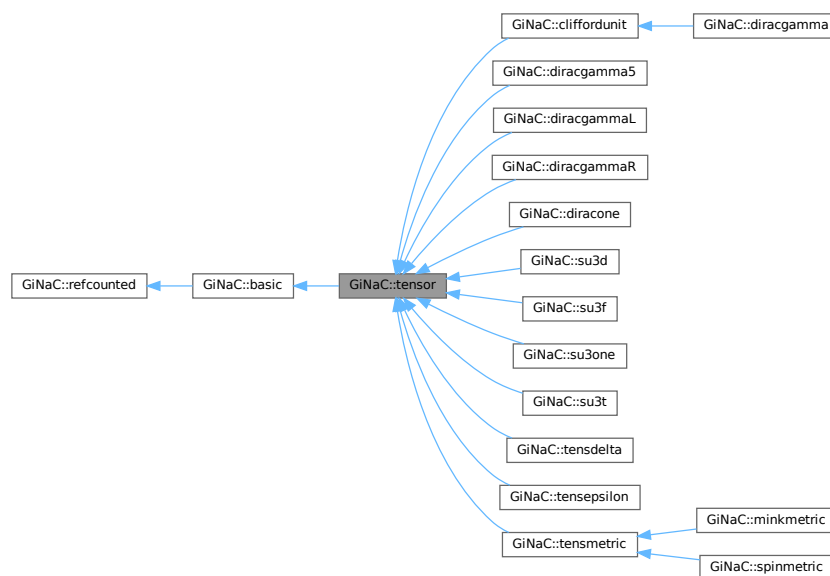 GiNaC::cliffordunit
GiNaC::diracgamma
GiNaC::diracgamma5
GiNaC::diracgammaL
GiNaC::diracgammaR
GiNaC::diracone
GiNaC::su3d
GiNaC::refcounted
GiNaC::basic
GiNaC::tensor
GiNaC::su3f
GiNaC::su3one
GiNaC::su3t
GiNaC::tensdelta
GiNaC::tensepsilon
GiNaC::minkmetric
GiNaC::tensmetric
GiNaC::spinmetric